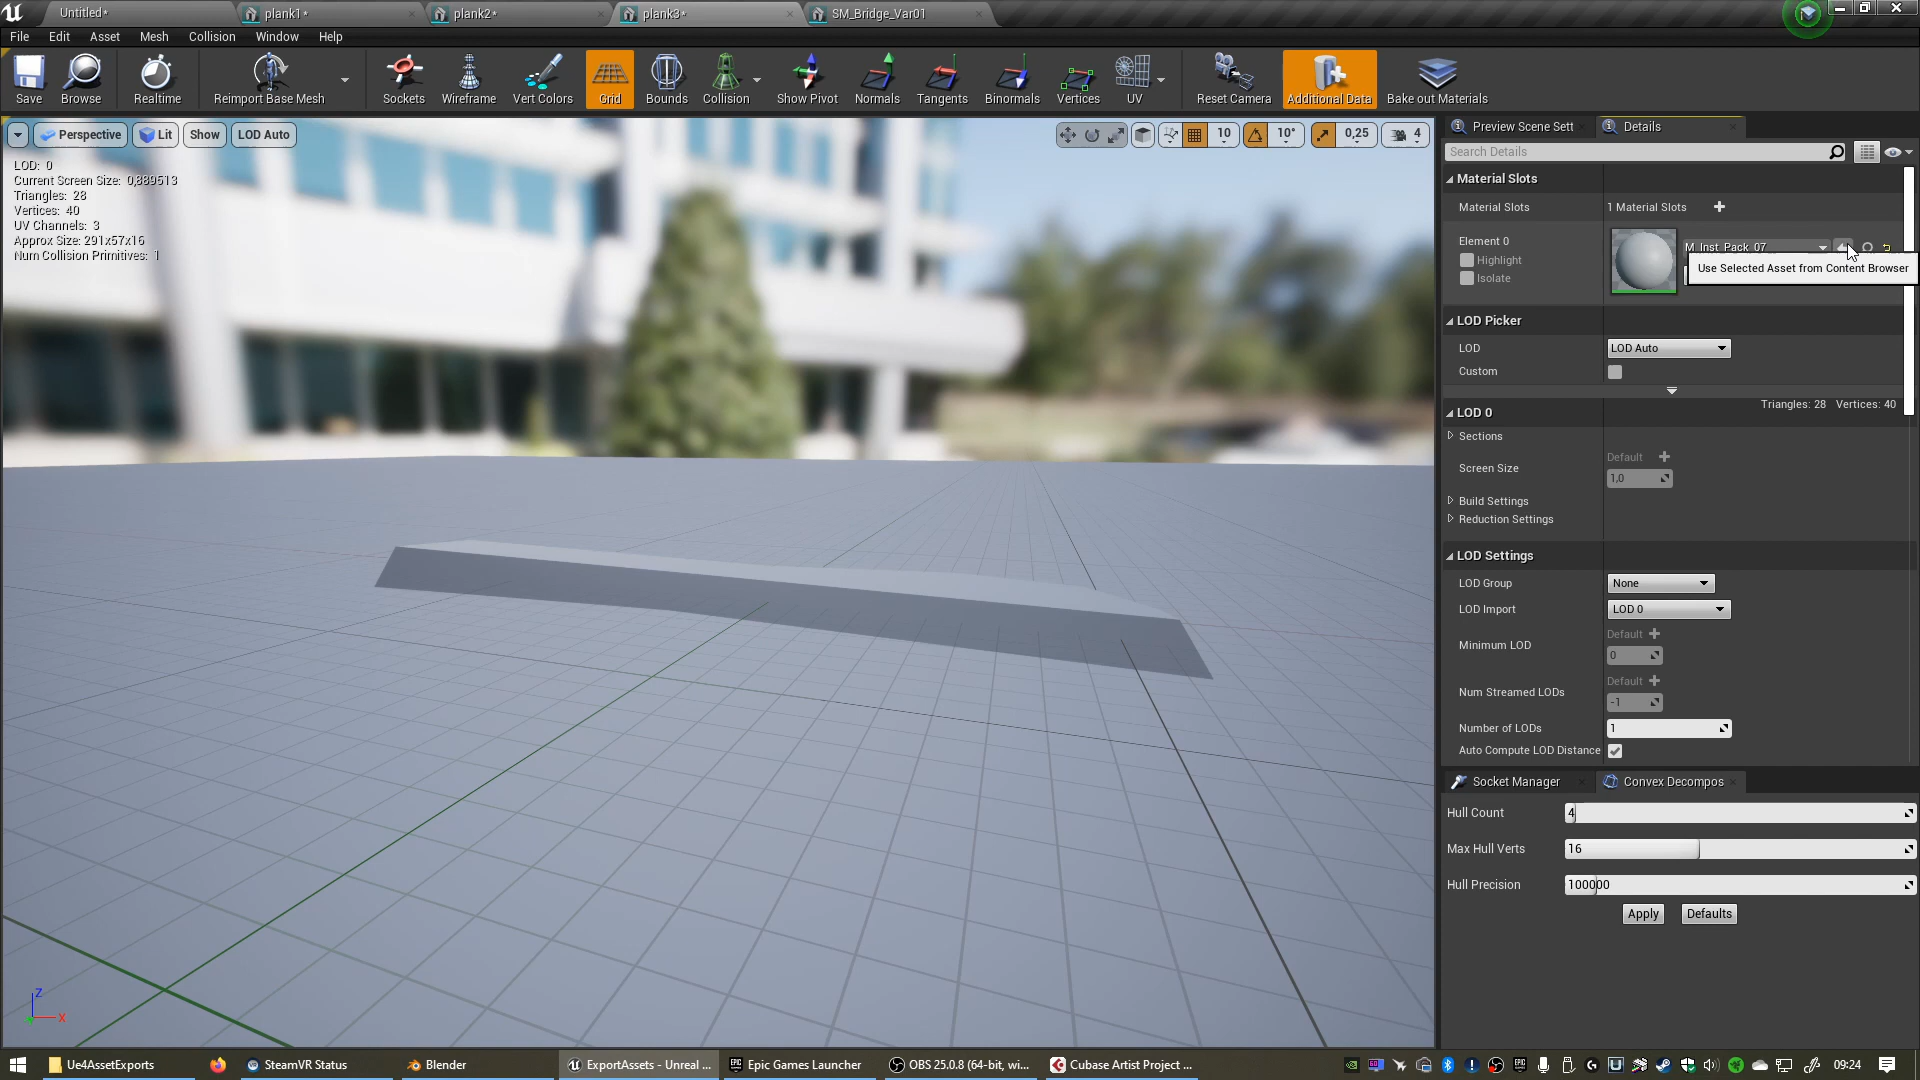 Untitled*
plank1*
plank2*
plank3*
SM_Bridge_Var01
File Edit Asset Mesh Collision Window Help
Save
Browse
Realtime
Reimport Base Mesh
Sockets
Wireframe
Vert Colors
Grid
Bounds
Collision
Show Pivot
Normals
Tangents
Binormals
Vertices
UV
Reset Camera
Additional Data
Bake out Materials
Perspective
Lit
Show
LOD Auto
10
10°
0,25
4
LOD: 0
Current Screen Size: 0,889513
Triangles: 28
Vertices: 40
UV Channels: 3
Approx Size: 291x57x16
Num Collision Primitives: 1
Z
X
Preview Scene Sett
Details
Search Details
Material Slots
Material Slots
1 Material Slots
Element 0
Highlight
Isolate
M_Inst_Pack_07
Use Selected Asset from Content Browser
LOD Picker
LOD
LOD Auto
Custom
LOD 0
Triangles: 28 Vertices: 40
Sections
Screen Size
Default
1,0
Build Settings
Reduction Settings
LOD Settings
LOD Group
None
LOD Import
LOD 0
Minimum LOD
Default
0
Num Streamed LODs
Default
-1
Number of LODs
1
Auto Compute LOD Distance
Socket Manager
Convex Decompos
Hull Count
4
Max Hull Verts
16
Hull Precision
100000
Apply
Defaults
Ue4AssetExports
SteamVR Status
Blender
ExportAssets - Unreal ...
Epic Games Launcher
OBS 25.0.8 (64-bit, wi...
Cubase Artist Project ...
09:24